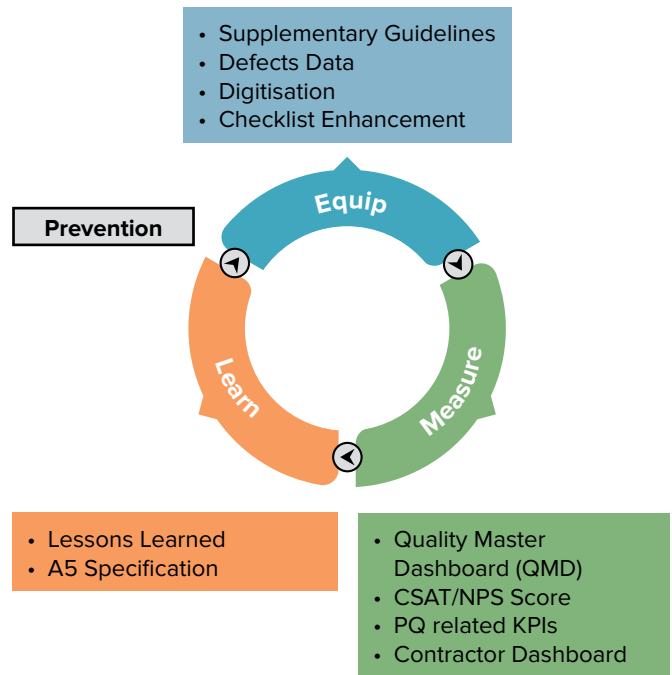 • Supplementary Guidelines
• Defects Data
• Digitisation
• Checklist Enhancement
Equip
Prevention
Learn
Measure
• Lessons Learned
• A5 Specification
• Quality Master
Dashboard (QMD)
• CSAT/NPS Score
• PQ related KPIs
• Contractor Dashboard